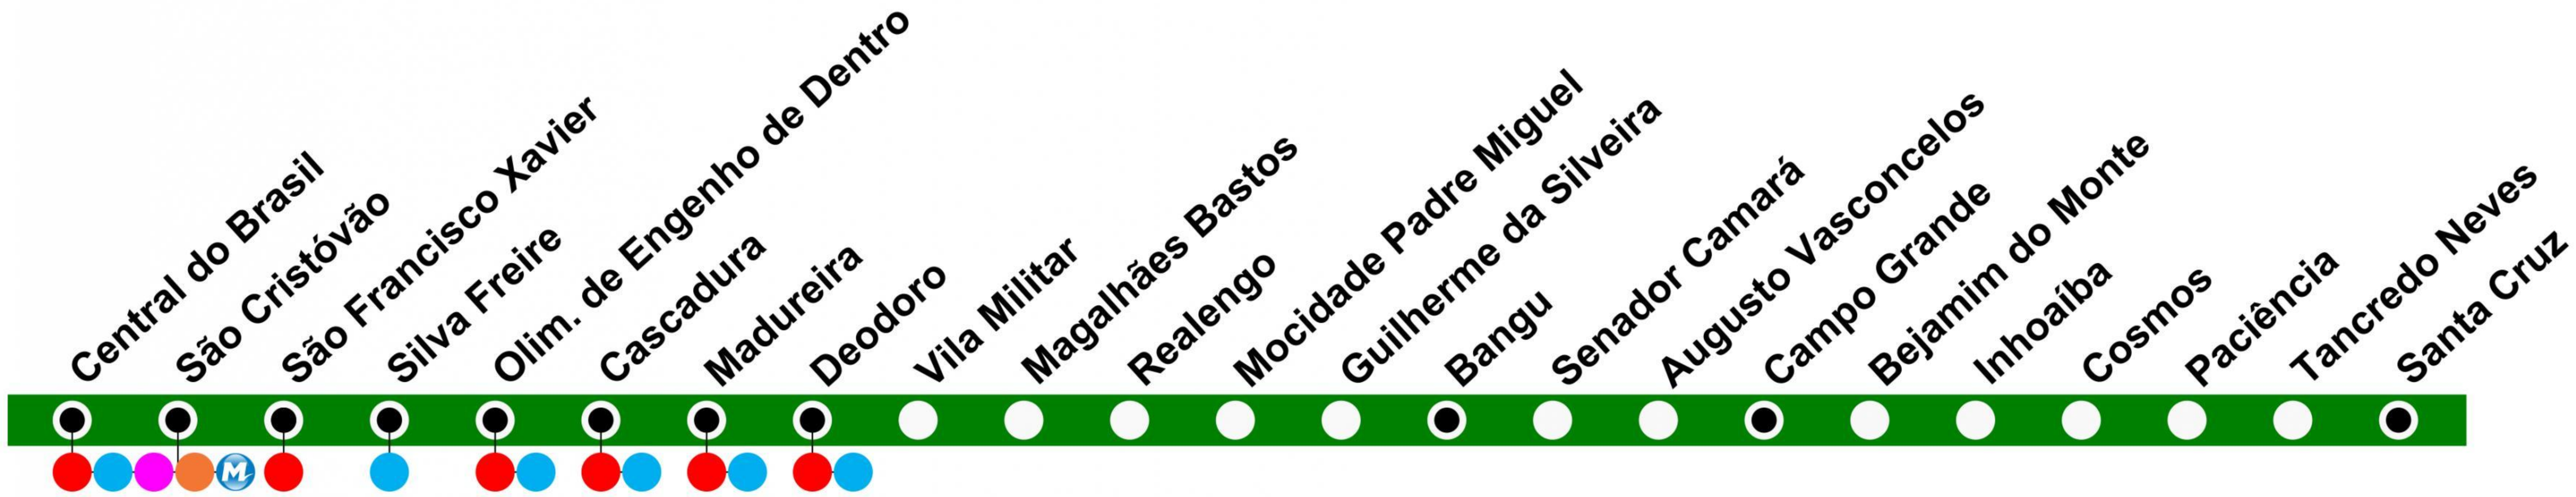 Central do Brasil
São Cristóvão
São Francisco Xavier
Silva Freire
Olim. de Engenho de Dentro
Cascadura
Madureira
Deodoro
Vila Militar
Magalhães Bastos
Realengo
Mocidade Padre Miguel
Guilherme da Silveira
Bangu
Senador Camará
Augusto Vasconcelos
Campo Grande
Bejamim do Monte
Inhoaíba
Cosmos
Paciência
Tancredo Neves
Santa Cruz
M